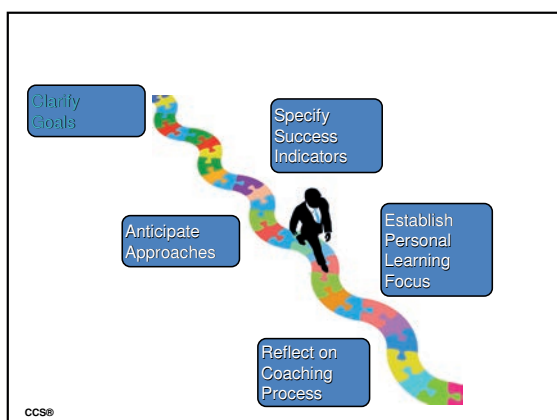 Clarify
Goals
Specify
Success
Indicators
Anticipate
Approaches
Establish
Personal
Learning
Focus
Reflect on
Coaching
Process
CCS®